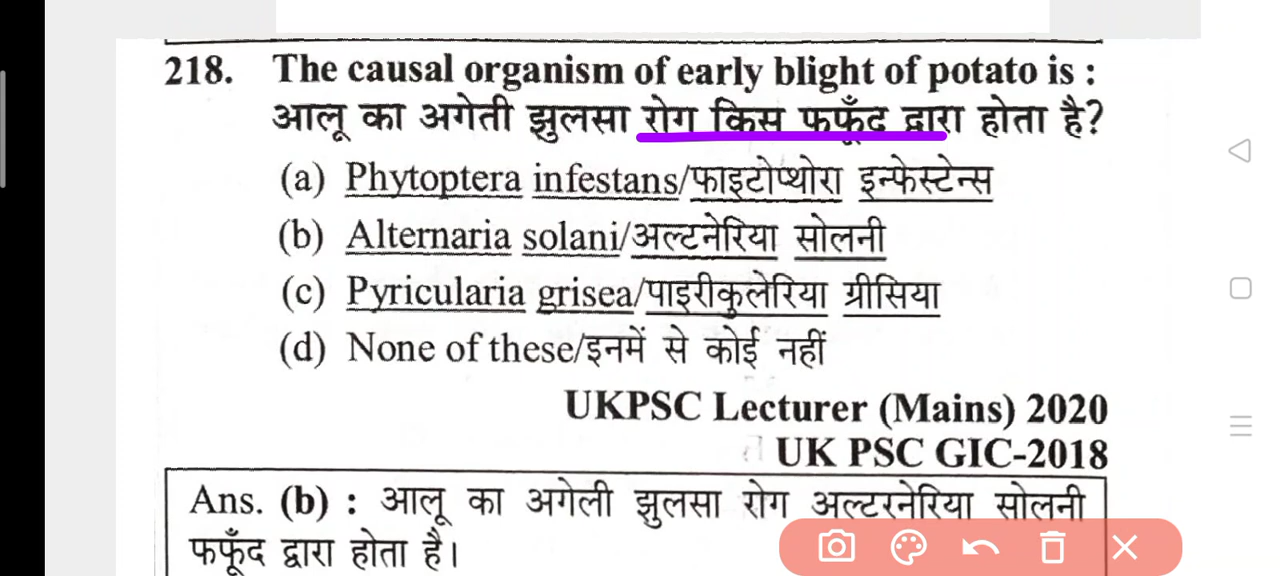 218. The causal organism of early blight of potato is :
आलू का अगेती झुलसा रोग किस फफूँद द्वारा होता है?
(a) Phytoptera infestans/फाइटोप्थोरा इन्फेस्टेन्स
(b) Alternaria solani/अल्टनेरिया सोलनी
(c) Pyricularia grisea/पाइरीकुलेरिया ग्रीसिया
(d) None of these/इनमें से कोई नहीं
UKPSC Lecturer (Mains) 2020
UK PSC GIC-2018
Ans. (b) : आलू का अगेली झुलसा रोग अल्टरनेरिया सोलनी
फफूँद द्वारा होता है।